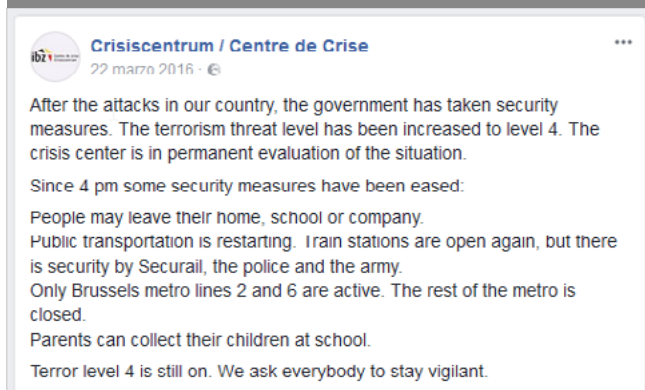 Crisiscentrum / Centre de Crise
22 marzo 2016 ·
After the attacks in our country, the government has taken security
measures. The terrorism threat level has been increased to level 4. The
crisis center is in permanent evaluation of the situation.
Since 4 pm some security measures have been eased:
People may leave their home, school or company.
Public transportation is restarting. Train stations are open again, but there
is security by Securail, the police and the army.
Only Brussels metro lines 2 and 6 are active. The rest of the metro is
closed.
Parents can collect their children at school.
Terror level 4 is still on. We ask everybody to stay vigilant.
ibz